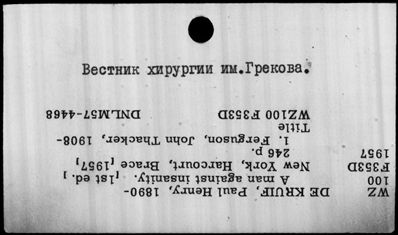 Вестник хирургии им.Грекова.
WZ DE KRUIF, Paul Henry, 1890-
100 A man against insanity. [1st ed.]
F353D New York, Harcourt, Brace [1957]
1957 246 p.
1. Ferguson, John Thacker, 1908-
Title
WZ100 F353D DNLM57-4468